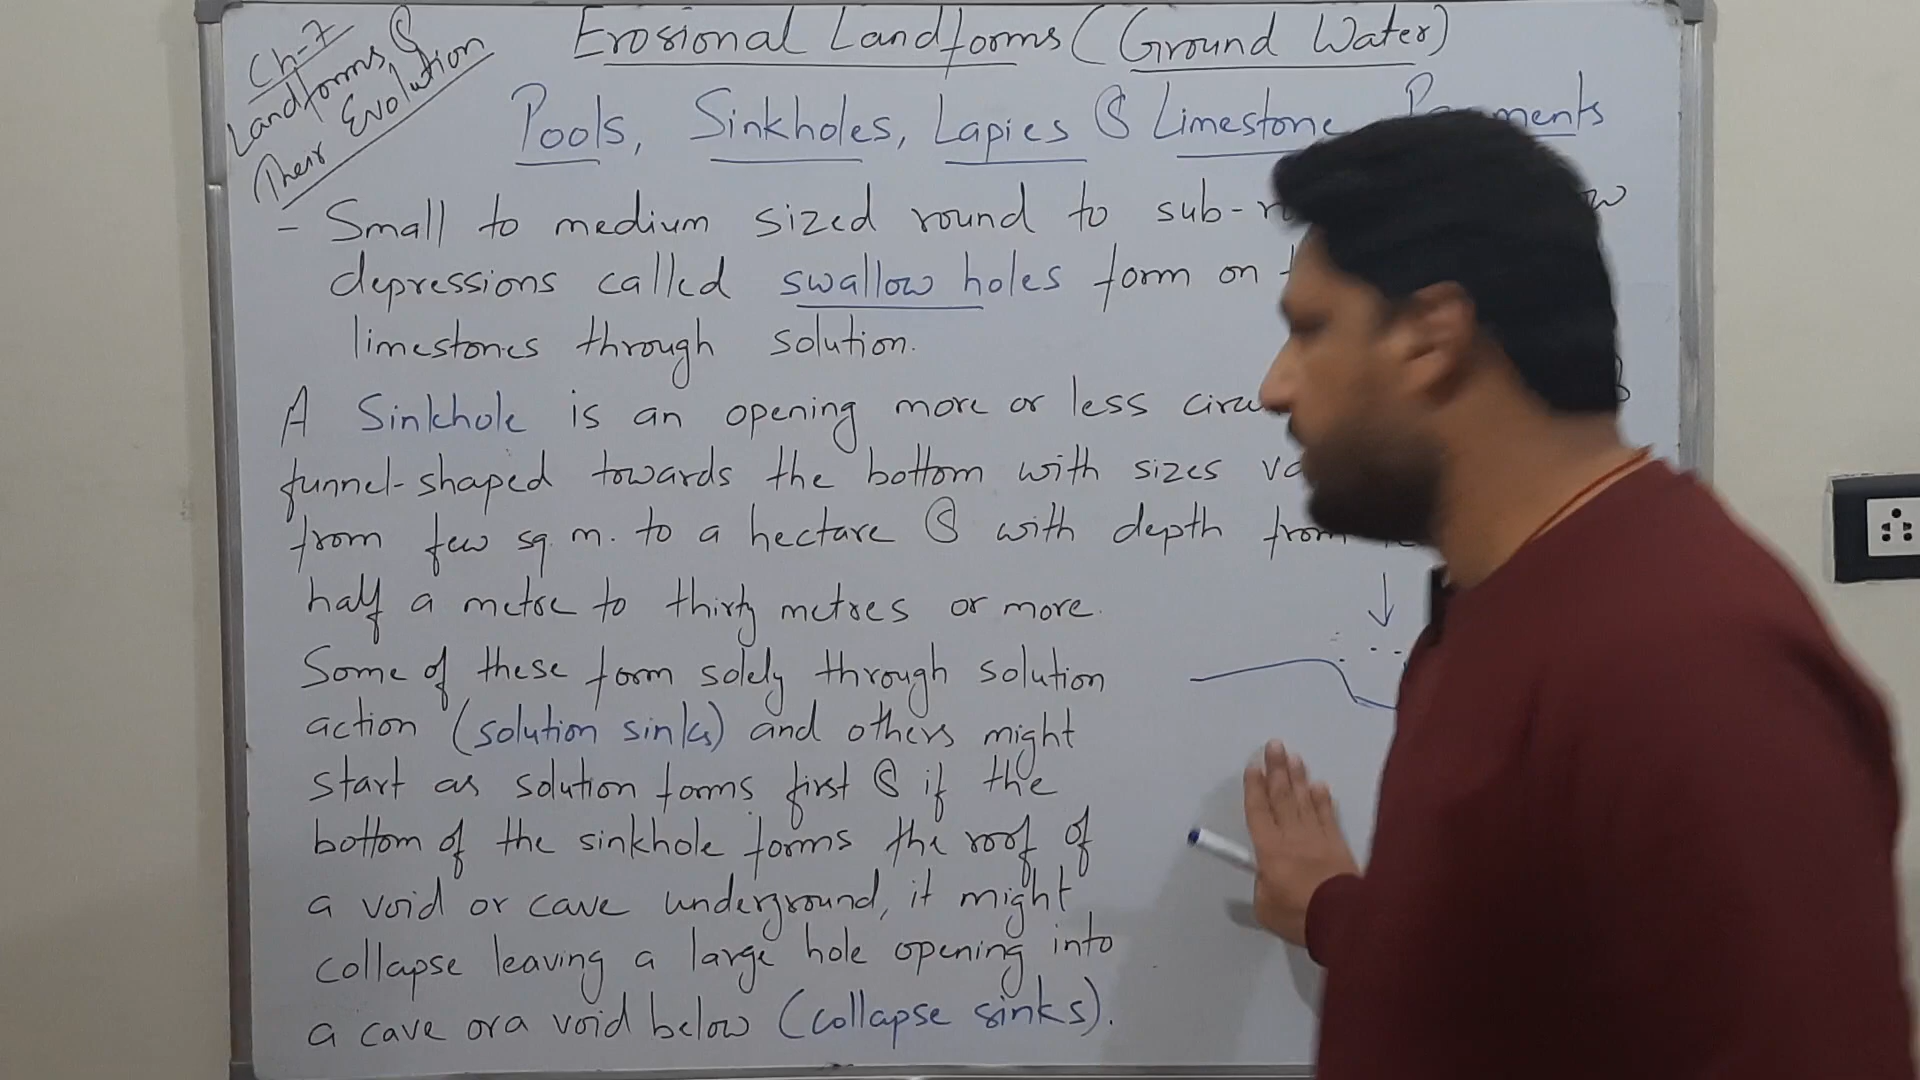 Ch-7
Landforms &
Their Evolution
Erosional Landforms (Ground Water)
Pools, Sinkholes, Lapies & Limestone
- Small to medium sized round to
depressions called swallow holes form on
limestones through solution.
A Sinkhole is an opening more or less
funnel-shaped towards the bottom with sizes
from few sq. m. to a hectare & with depth from
half a metre to thirty metres or more.
Some of these form solely through solution
action (solution sinks) and others might
start as solution forms first & if the
bottom of the sinkhole forms the roof of
a void or cave underground, it might
collapse leaving a large hole opening into
a cave or a void below (collapse sinks).